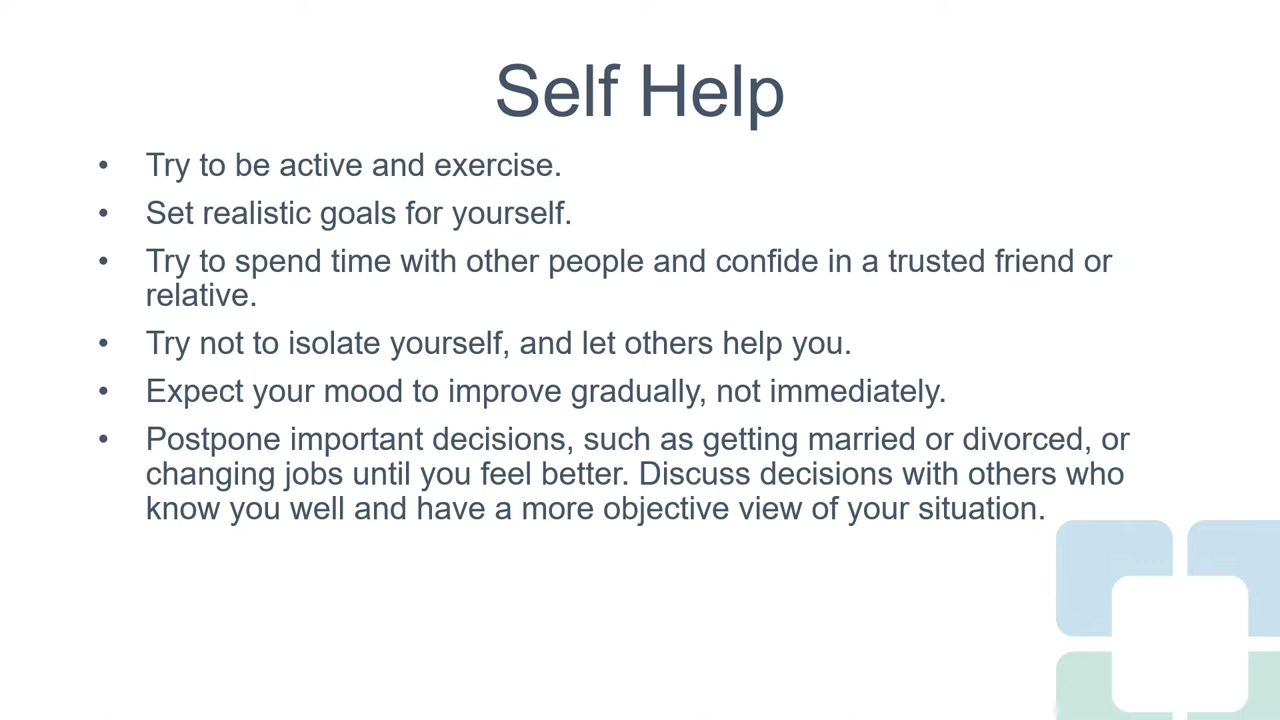 Self Help
• Try to be active and exercise.
• Set realistic goals for yourself.
• Try to spend time with other people and confide in a trusted friend or
relative.
• Try not to isolate yourself, and let others help you.
• Expect your mood to improve gradually, not immediately.
• Postpone important decisions, such as getting married or divorced, or
changing jobs until you feel better. Discuss decisions with others who
know you well and have a more objective view of your situation.